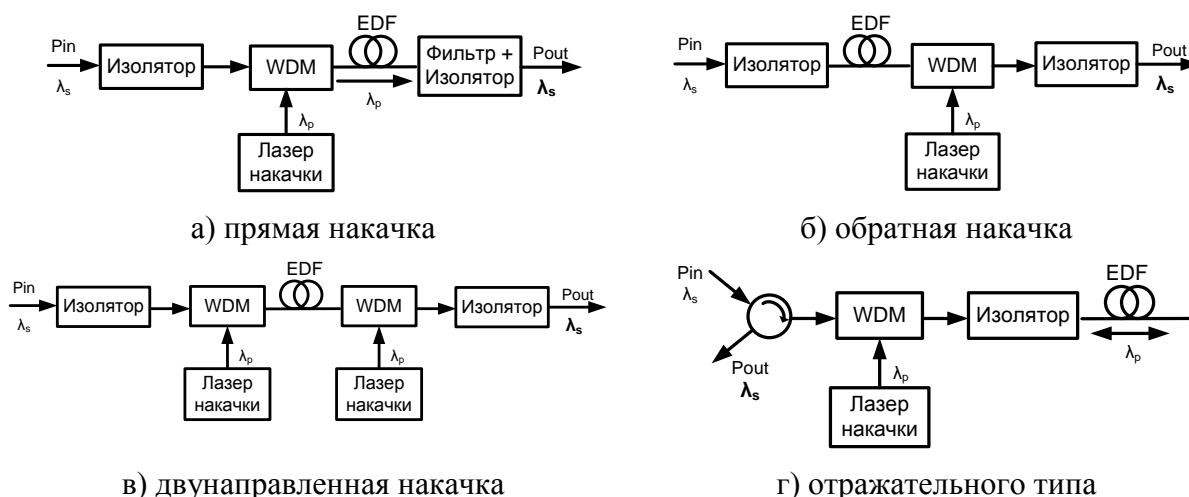 EDF
Pin
λs
Изолятор
WDM
λp
Фильтр +
Изолятор
Pout
λs
λp
Лазер
накачки
а) прямая накачка
Pin
λs
Изолятор
EDF
WDM
Изолятор
Pout
λs
λp
Лазер
накачки
б) обратная накачка
Pin
λs
Изолятор
WDM
EDF
WDM
Изолятор
Pout
λs
λp
Лазер
накачки
λp
Лазер
накачки
в) двунаправленная накачка
Pin
λs
Pout
λs
WDM
Изолятор
EDF
λp
λp
Лазер
накачки
г) отражательного типа